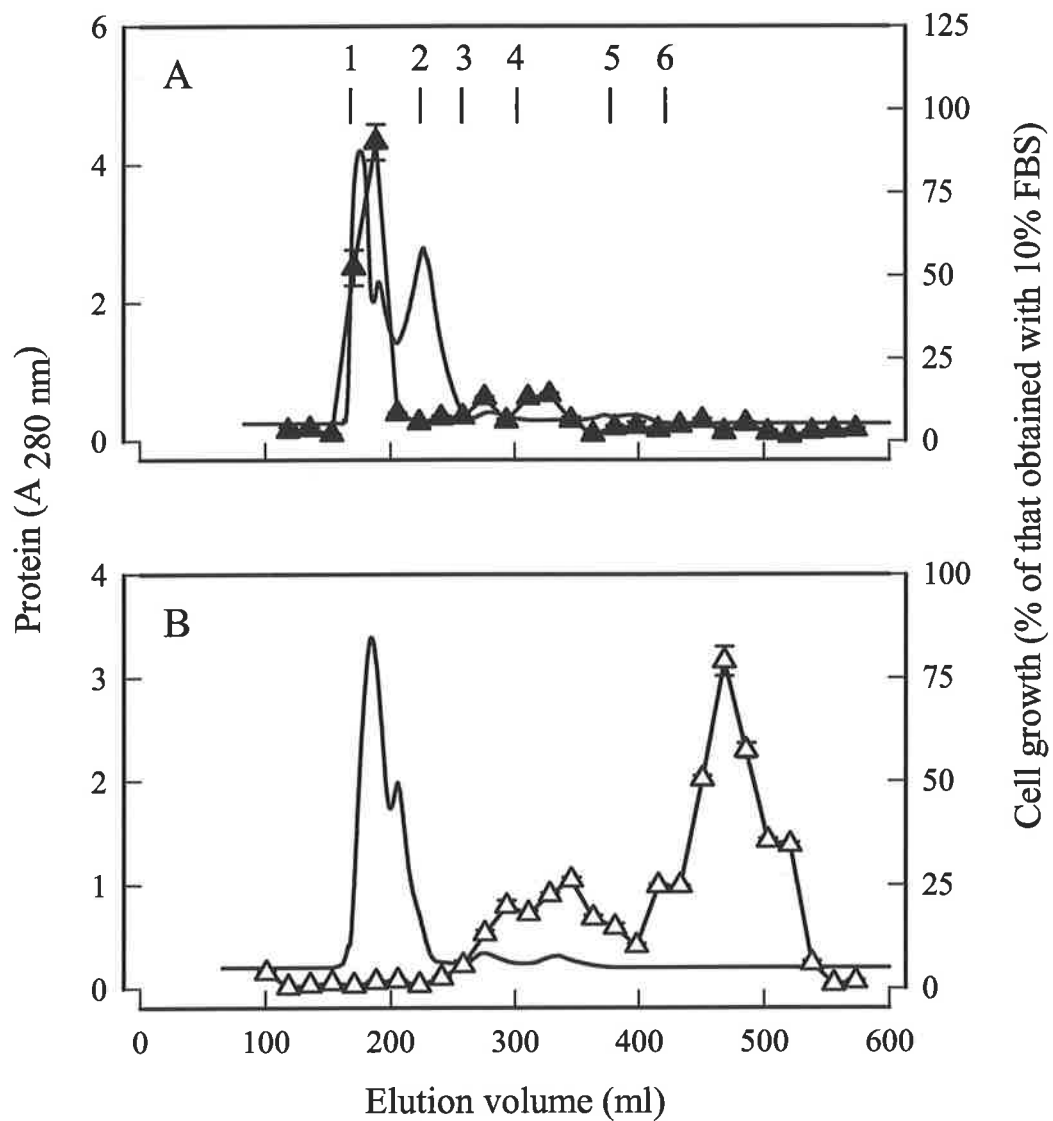 6
4
2
0
A
1 2 3 4 5 6
125
100
75
50
25
0
4
3
2
1
0
B
100
75
50
25
0
0 100 200 300 400 500 600
Elution volume (ml)
Protein (A 280 nm)
Cell growth (% of that obtained with 10% FBS)